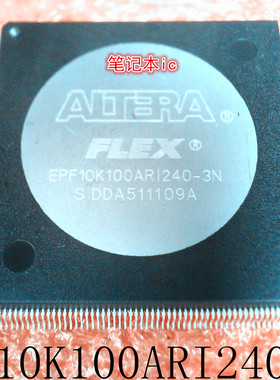 笔记本ic
ALTERA
FLEX®
EPF10K100ARI240-3N
S DDA511109A
10K100ARI240